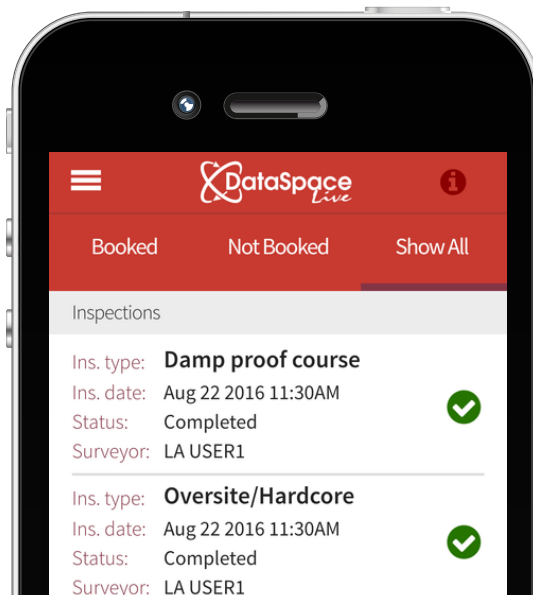 DataSpace
Live
Booked Not Booked Show All
Inspections
Ins. type: Damp proof course
Ins. date: Aug 22 2016 11:30AM
Status: Completed
Surveyor: LA USER1
Ins. type: Oversite/Hardcore
Ins. date: Aug 22 2016 11:30AM
Status: Completed
Surveyor: LA USER1